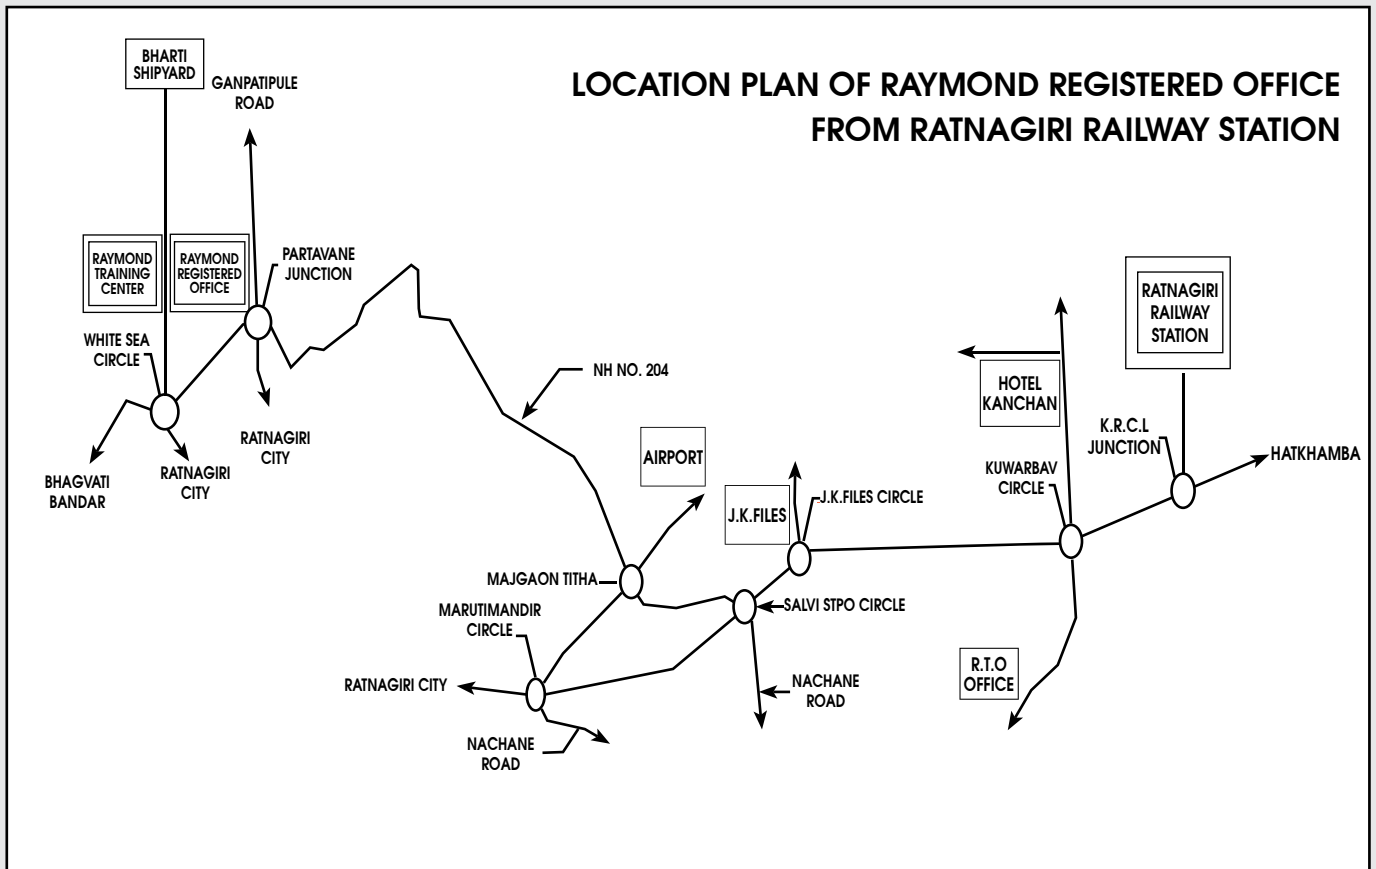 LOCATION PLAN OF RAYMOND REGISTERED OFFICE
FROM RATNAGIRI RAILWAY STATION
BHARTI
SHIPYARD
GANPATIPULE
ROAD
RAYMOND
TRAINING
CENTER
RAYMOND
REGISTERED
OFFICE
PARTAVANE
JUNCTION
WHITE SEA
CIRCLE
BHAGVATI
BANDAR
RATNAGIRI
CITY
RATNAGIRI
CITY
NH NO. 204
AIRPORT
J.K.FILES
J.K.FILES CIRCLE
MAJGAON TITHA
SALVI STPO CIRCLE
MARUTIMANDIR
CIRCLE
RATNAGIRI CITY
NACHANE
ROAD
NACHANE
ROAD
HOTEL
KANCHAN
KUWARBAV
CIRCLE
R.T.O
OFFICE
RATNAGIRI
RAILWAY
STATION
K.R.C.L
JUNCTION
HATKHAMBA